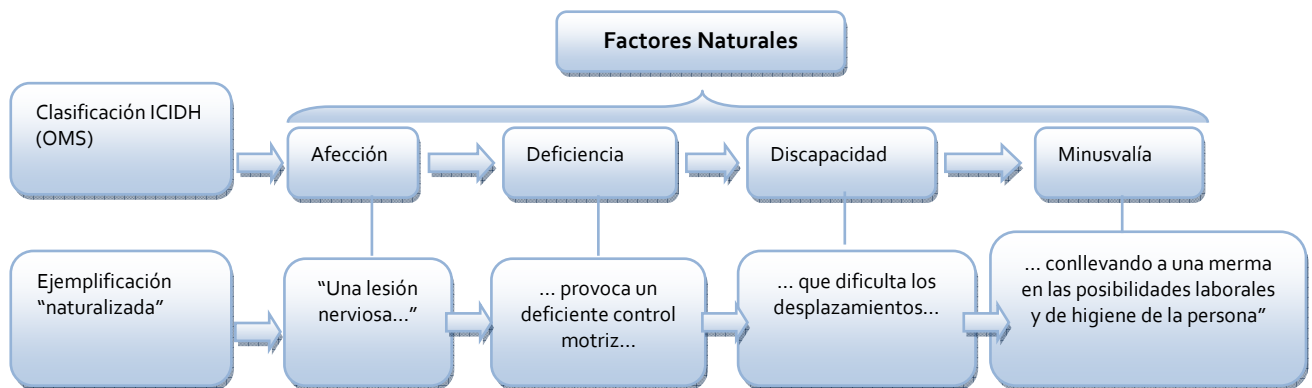 Factores Naturales
Clasificación ICIDH
(OMS)
Afección
Deficiencia
Discapacidad
Minusvalía
Ejemplificación
“naturalizada”
“Una lesión
nerviosa...”
... provoca un
deficiente control
motriz...
... que dificulta los
desplazamientos...
... conllevando a una merma
en las posibilidades laborales
y de higiene de la persona”